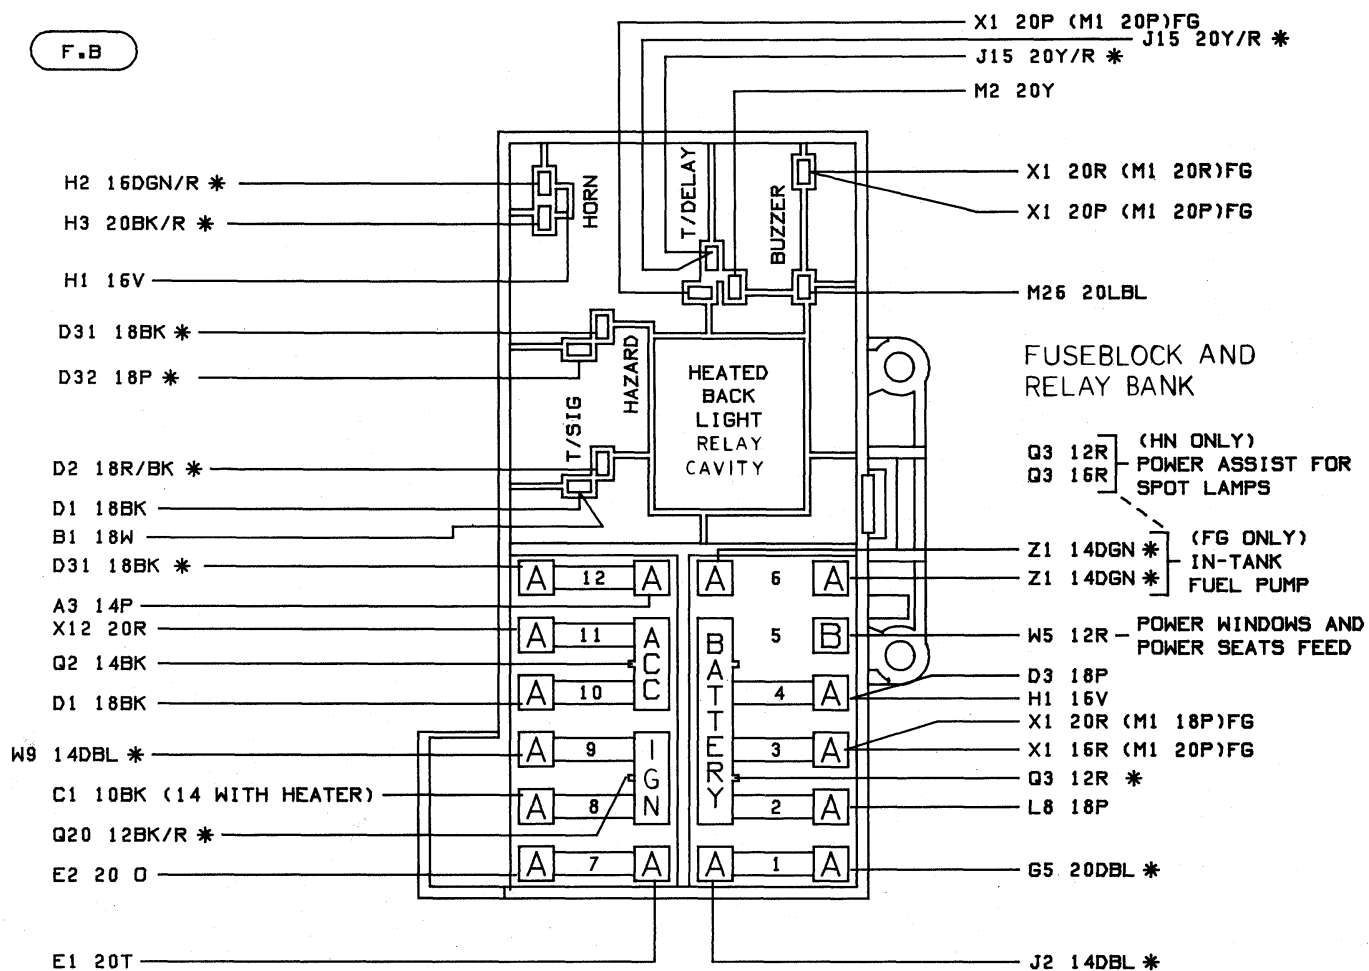 F.B
X1 20P (M1 20P)FG
J15 20Y/R *
J15 20Y/R *
M2 20Y
H2 16DGN/R *
H3 20BK/R *
H1 16V
D31 18BK *
D32 18P *
D2 18R/BK *
D1 18BK
B1 18W
D31 18BK *
A3 14P
X12 20R
Q2 14BK
D1 18BK
W9 14DBL *
C1 10BK (14 WITH HEATER)
Q20 12BK/R *
E2 20 O
E1 20T
HORN
T/DELAY
BUZZER
HAZARD
T/SIG
HEATED
BACK
LIGHT
RELAY
CAVITY
A 12 A
A 11
A 10
ACC
A 9
A 8
IGN
A 7 A
A 6 A
5 B
4 A
BATTERY
3 A
2 A
A 1 A
X1 20R (M1 20R)FG
X1 20P (M1 20P)FG
M26 20LBL
FUSEBLOCK AND
RELAY BANK
Q3 12R
Q3 16R
(HN ONLY)
POWER ASSIST FOR
SPOT LAMPS
Z1 14DGN *
Z1 14DGN *
(FG ONLY)
IN-TANK
FUEL PUMP
W5 12R
POWER WINDOWS AND
POWER SEATS FEED
D3 18P
H1 16V
X1 20R (M1 18P)FG
X1 16R (M1 20P)FG
Q3 12R *
L8 18P
G5 20DBL *
J2 14DBL *